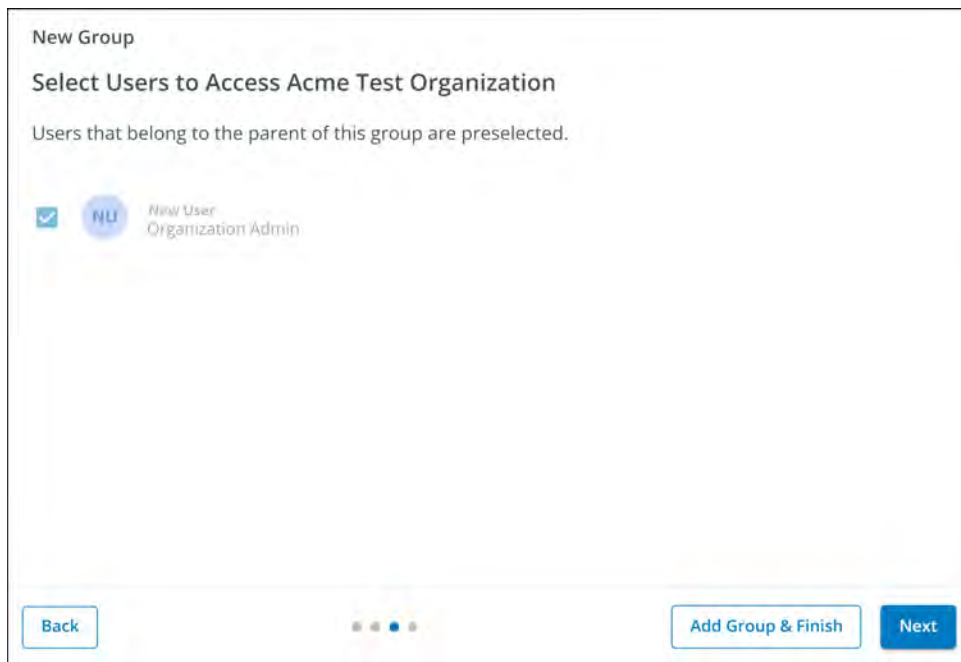 New Group
Select Users to Access Acme Test Organization
Users that belong to the parent of this group are preselected.
NU
New User
Organization Admin
Back
Add Group & Finish
Next